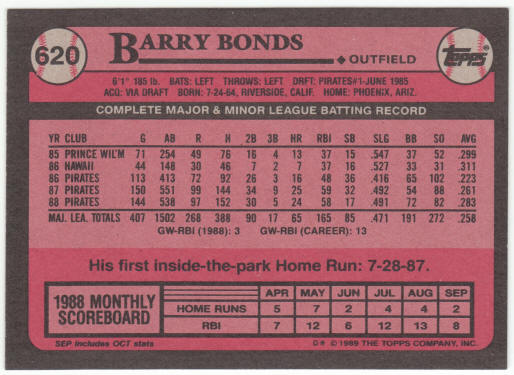 620
BARRY BONDS
◆ OUTFIELD
Topps®
6'1" 185 lb. BATS: LEFT THROWS: LEFT DRFT: PIRATES#1-JUNE 1985
ACQ: VIA DRAFT BORN: 7-24-64, RIVERSIDE, CALIF. HOME: PHOENIX, ARIZ.
COMPLETE MAJOR & MINOR LEAGUE BATTING RECORD
YR CLUB G AB R H 2B 3B HR RBI SB SLG BB SO AVG
85 PRINCE WIL'M 71 254 49 76 16 4 13 37 15 .547 37 52 .299
86 HAWAII 44 148 30 46 7 2 7 37 16 .527 33 31 .311
86 PIRATES 113 413 72 92 26 3 16 48 36 .416 65 102 .223
87 PIRATES 150 551 99 144 34 9 25 59 32 .492 54 88 .261
88 PIRATES 144 538 97 152 30 5 24 58 17 .491 72 82 .283
MAJ. LEA. TOTALS 407 1502 268 388 90 17 65 165 85 .471 191 272 .258
GW-RBI (1988): 3 GW-RBI (CAREER): 13
His first inside-the-park Home Run: 7-28-87.
1988 MONTHLY SCOREBOARD
APR MAY JUN JUL AUG SEP
HOME RUNS 5 7 2 4 4 2
RBI 7 12 6 12 13 8
SEP includes OCT stats
D✻ © 1989 THE TOPPS COMPANY, INC.